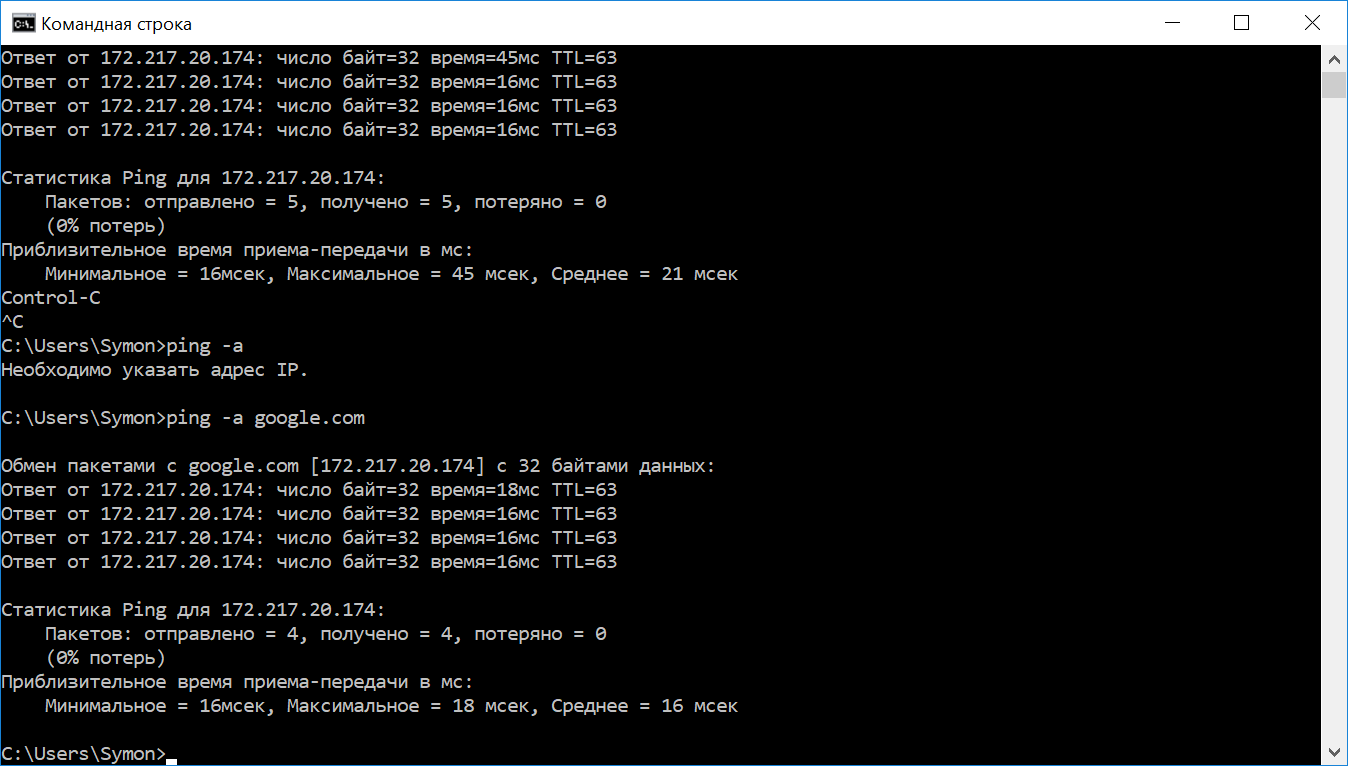 Командная строка
Ответ от 172.217.20.174: число байт=32 время=45мс TTL=63
Ответ от 172.217.20.174: число байт=32 время=16мс TTL=63
Ответ от 172.217.20.174: число байт=32 время=16мс TTL=63
Ответ от 172.217.20.174: число байт=32 время=16мс TTL=63
Статистика Ping для 172.217.20.174:
    Пакетов: отправлено = 5, получено = 5, потеряно = 0
    (0% потерь)
Приблизительное время приема-передачи в мс:
    Минимальное = 16мсек, Максимальное = 45 мсек, Среднее = 21 мсек
Control-C
^C
C:\Users\Symon>ping -a
Необходимо указать адрес IP.
C:\Users\Symon>ping -a google.com
Обмен пакетами с google.com [172.217.20.174] с 32 байтами данных:
Ответ от 172.217.20.174: число байт=32 время=18мс TTL=63
Ответ от 172.217.20.174: число байт=32 время=16мс TTL=63
Ответ от 172.217.20.174: число байт=32 время=16мс TTL=63
Ответ от 172.217.20.174: число байт=32 время=16мс TTL=63
Статистика Ping для 172.217.20.174:
    Пакетов: отправлено = 4, получено = 4, потеряно = 0
    (0% потерь)
Приблизительное время приема-передачи в мс:
    Минимальное = 16мсек, Максимальное = 18 мсек, Среднее = 16 мсек
C:\Users\Symon>